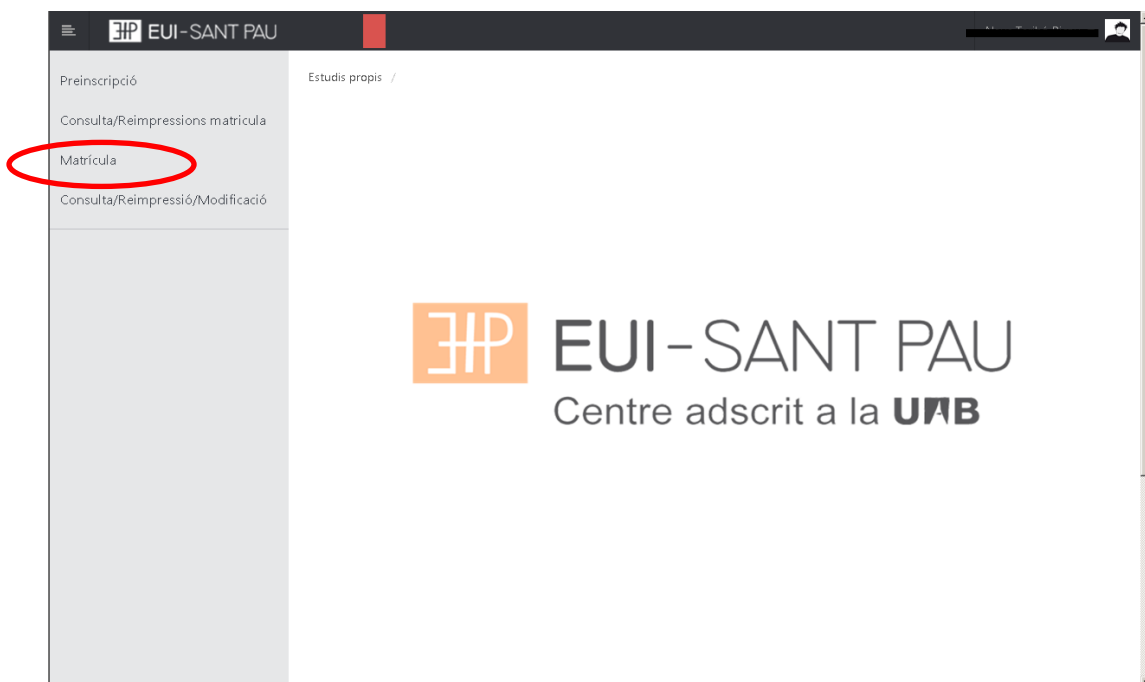 EUI-SANT PAU
Preinscripció
Consulta/Reimpressions matricula
Matrícula
Consulta/Reimpressió/Modificació
Estudis propis /
EUI-SANT PAU
Centre adscrit a la UAB